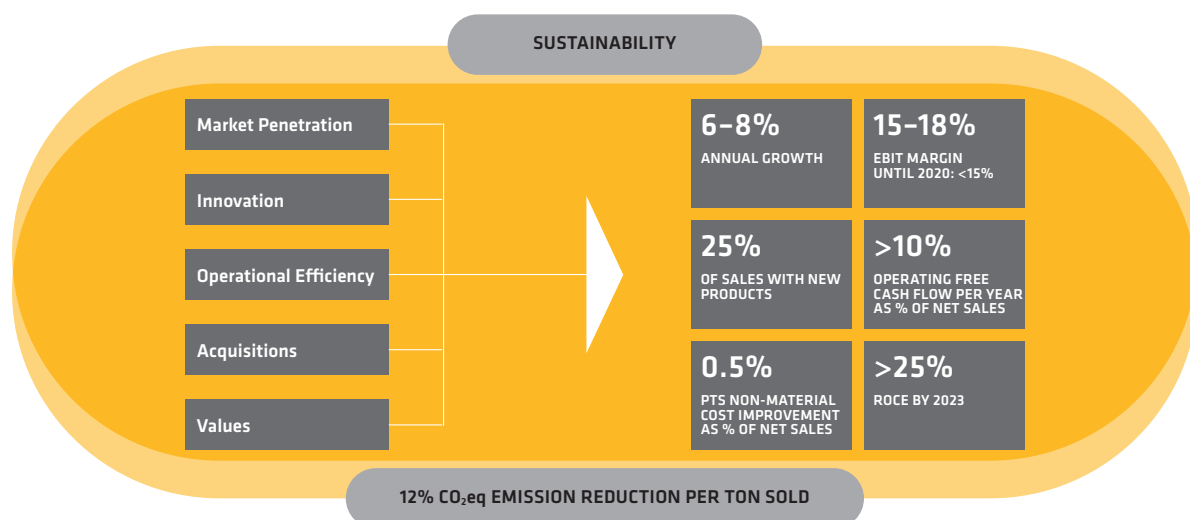 SUSTAINABILITY
Market Penetration
Innovation
Operational Efficiency
Acquisitions
Values
6–8%
ANNUAL GROWTH
15–18%
EBIT MARGIN
UNTIL 2020: <15%
25%
OF SALES WITH NEW
PRODUCTS
>10%
OPERATING FREE
CASH FLOW PER YEAR
AS % OF NET SALES
0.5%
PTS NON-MATERIAL
COST IMPROVEMENT
AS % OF NET SALES
>25%
ROCE BY 2023
12% CO₂eq EMISSION REDUCTION PER TON SOLD